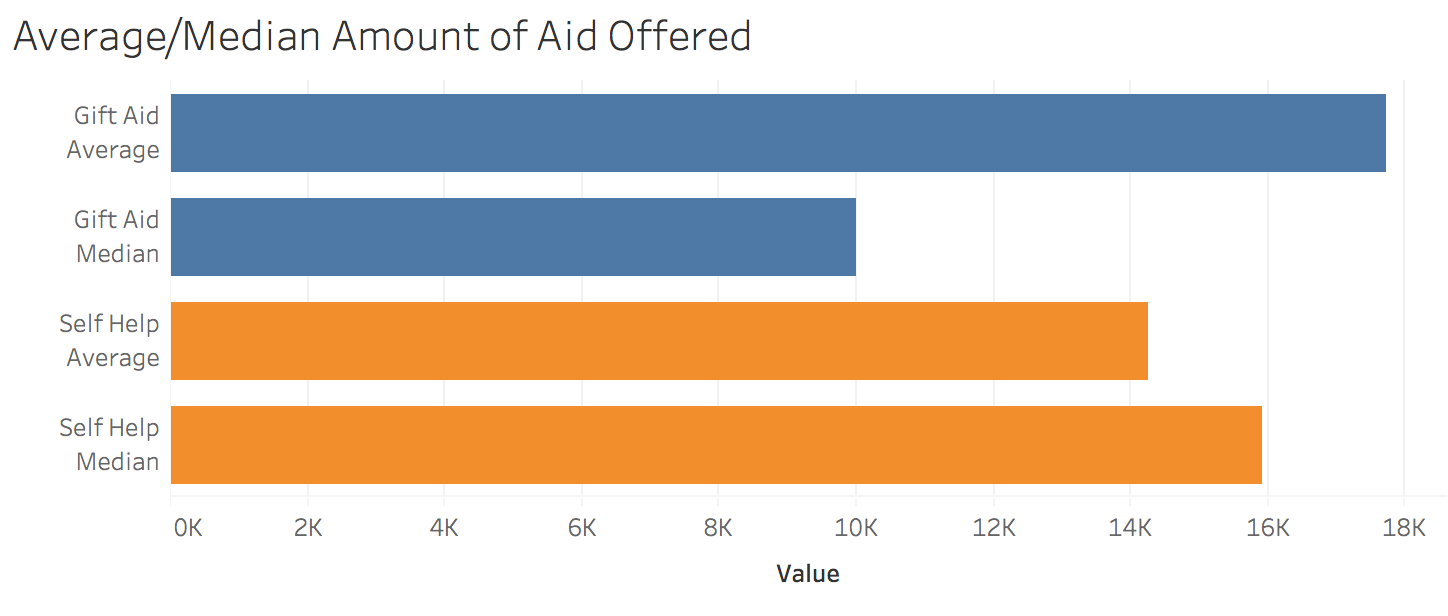 Average/Median Amount of Aid Offered
Gift Aid
Average
Gift Aid
Median
Self Help
Average
Self Help
Median
0K 2K 4K 6K 8K 10K 12K 14K 16K 18K
Value